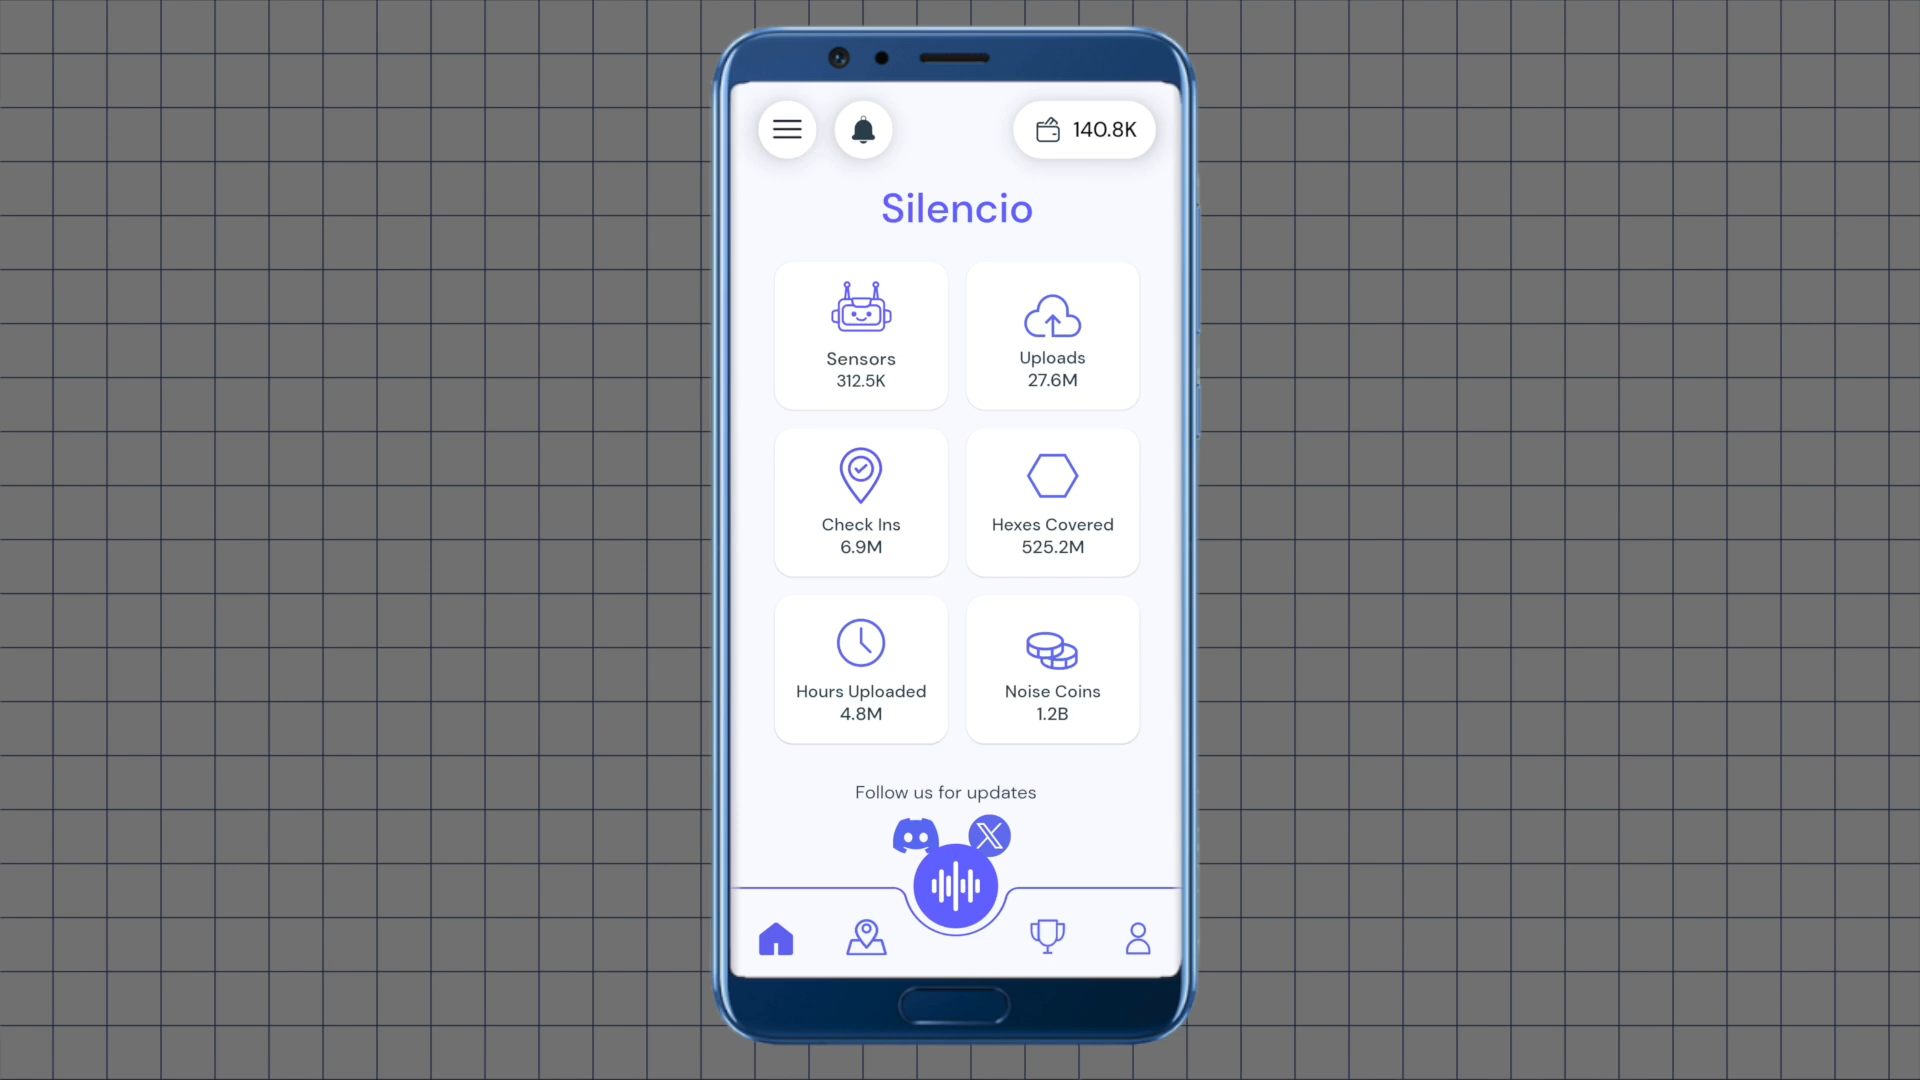 140.8K
Silencio
Sensors
312.5K
Uploads
27.6M
Check Ins
6.9M
Hexes Covered
525.2M
Hours Uploaded
4.8M
Noise Coins
1.2B
Follow us for updates